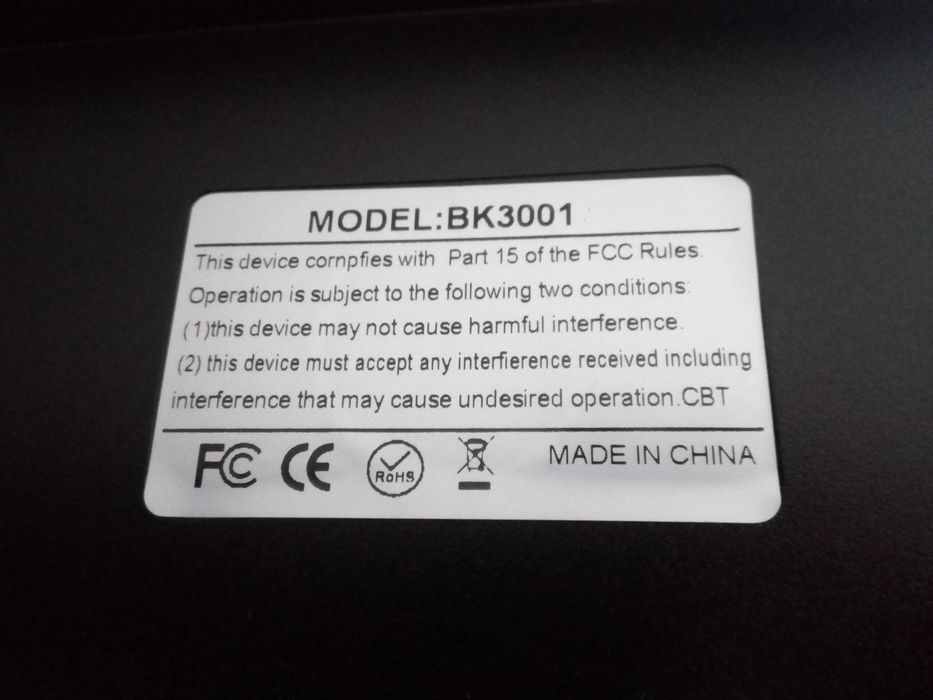 MODEL:BK3001
This device cornpfies with Part 15 of the FCC Rules.
Operation is subject to the following two conditions:
(1)this device may not cause harmful interference.
(2) this device must accept any interfierence received including
interference that may cause undesired operation.CBT
FC CE RoHS MADE IN CHINA